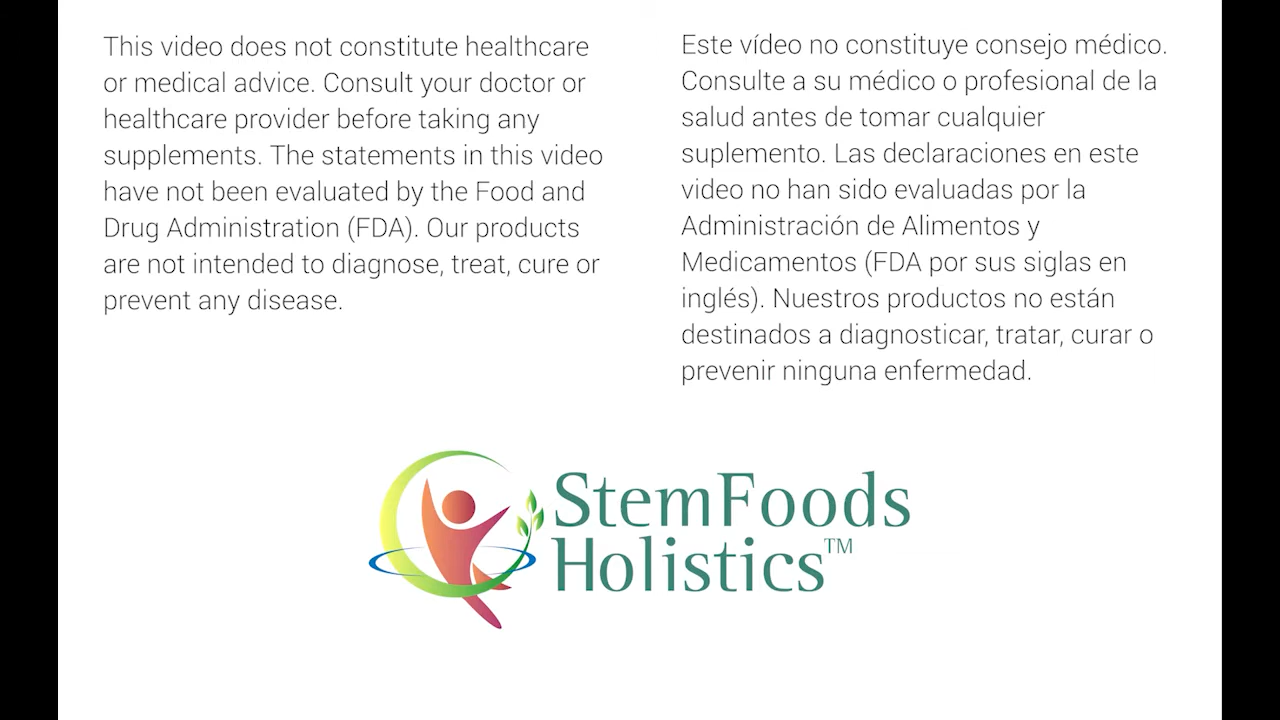 This video does not constitute healthcare
or medical advice. Consult your doctor or
healthcare provider before taking any
supplements. The statements in this video
have not been evaluated by the Food and
Drug Administration (FDA). Our products
are not intended to diagnose, treat, cure or
prevent any disease.
Este vídeo no constituye consejo médico.
Consulte a su médico o profesional de la
salud antes de tomar cualquier
suplemento. Las declaraciones en este
video no han sido evaluadas por la
Administración de Alimentos y
Medicamentos (FDA por sus siglas en
inglés). Nuestros productos no están
destinados a diagnosticar, tratar, curar o
prevenir ninguna enfermedad.
StemFoods
Holistics™